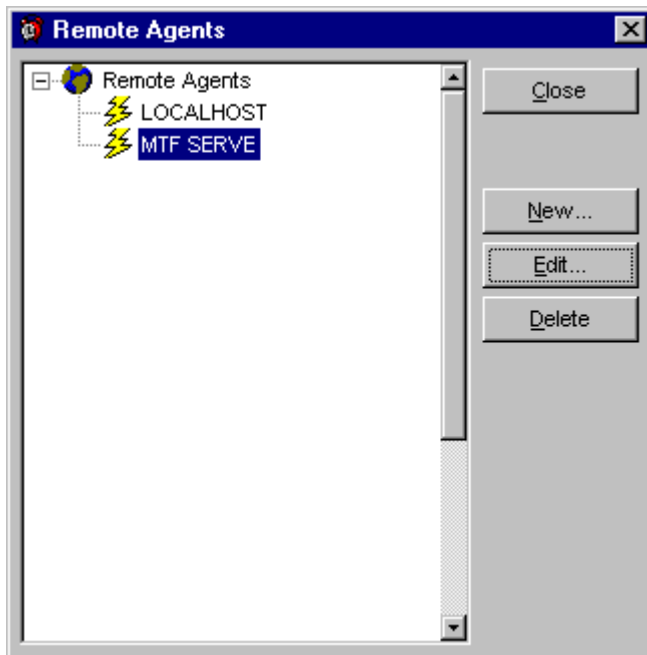 Remote Agents
Remote Agents
LOCALHOST
MTF SERVE
Close
New...
Edit...
Delete